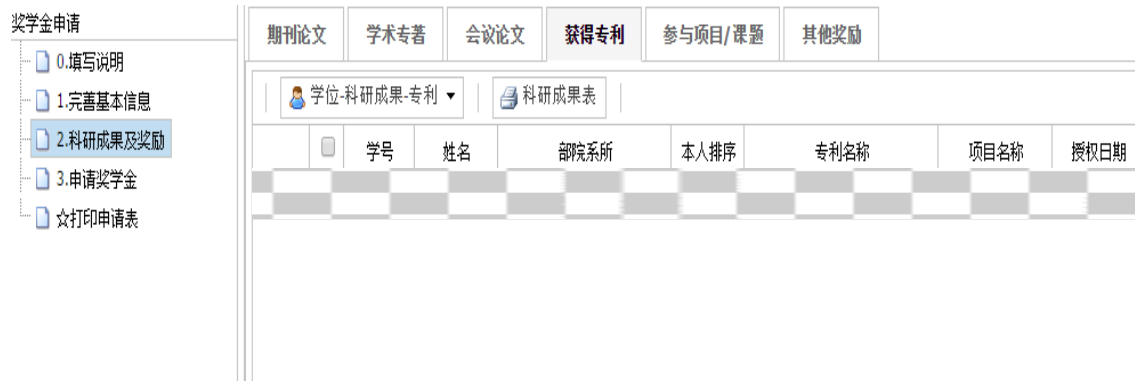 奖学金申请
0.填写说明
1.完善基本信息
2.科研成果及奖励
3.申请奖学金
☆打印申请表
期刊论文 学术专著 会议论文 获得专利 参与项目/课题 其他奖励
学位-科研成果-专利 科研成果表
学号 姓名 部院系所 本人排序 专利名称 项目名称 授权日期